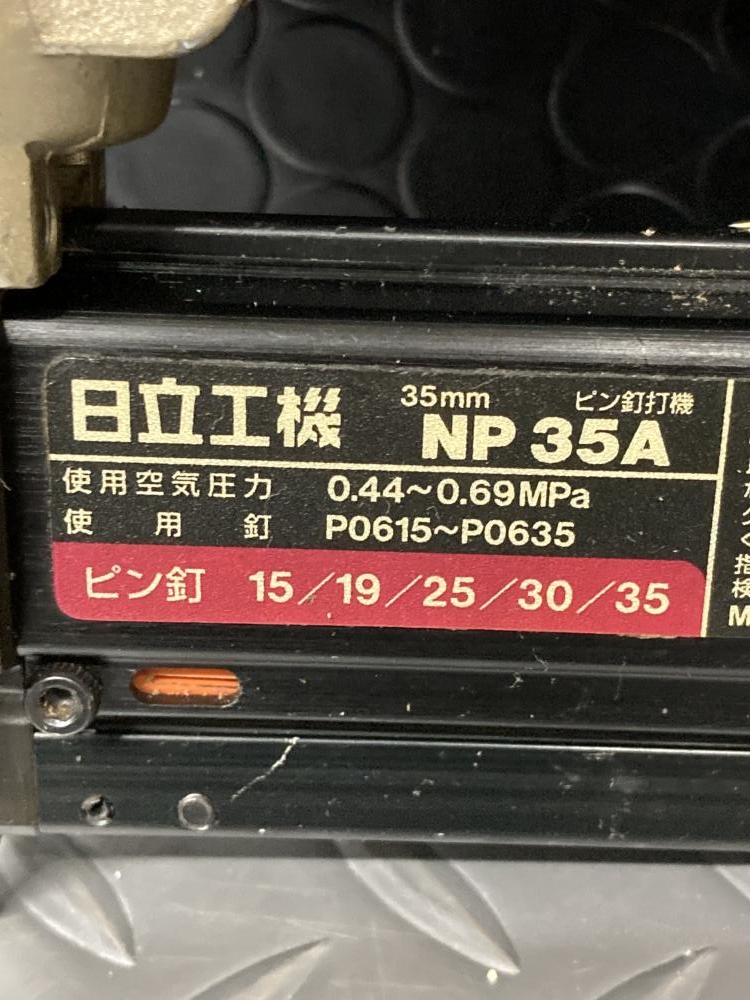 日立工機
35mm ピン釘打機
NP 35A
使用空気圧力 0.44~0.69MPa
使用釘 P0615~P0635
ピン釘 15/19/25/30/35